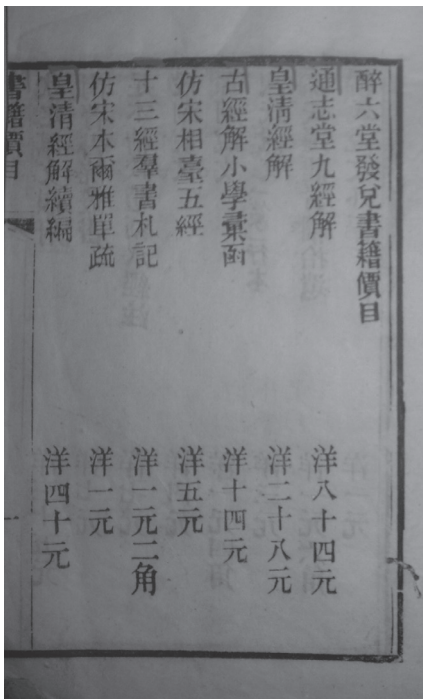 醉六堂發兌書籍價目
通志堂九經解 洋八十四元
皇清經解 洋二十八元
古經解小學彙函 洋十四元
仿宋相臺五經 洋五元
十三經羣書札記 洋一元二角
仿宋本爾雅單疏 洋一元
皇清經解續編 洋四十元
書籍價目 一